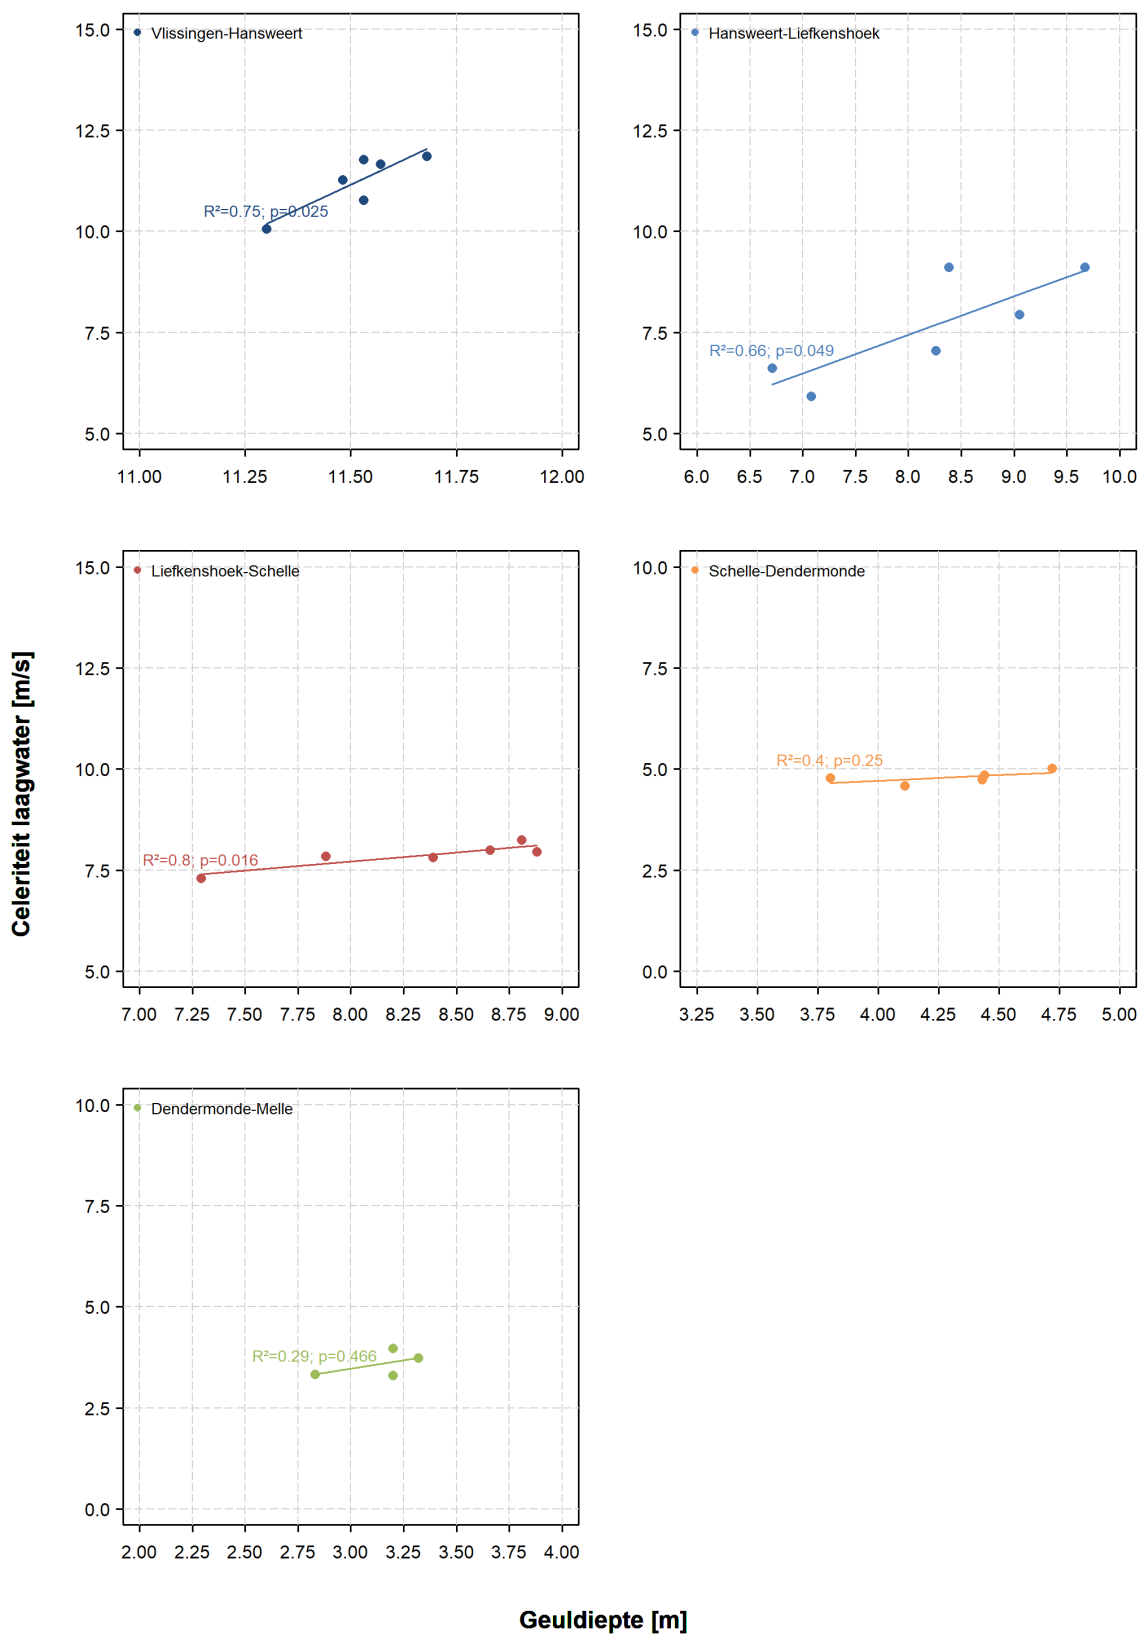 Vlissingen-Hansweert
15.0
12.5
10.0
7.5
5.0
R²=0.75; p=0.025
11.00 11.25 11.50 11.75 12.00
Hansweert-Liefkenshoek
15.0
12.5
10.0
7.5
5.0
R²=0.66; p=0.049
6.0 6.5 7.0 7.5 8.0 8.5 9.0 9.5 10.0
Celeriteit laagwater [m/s]
Liefkenshoek-Schelle
15.0
12.5
10.0
7.5
5.0
R²=0.8; p=0.016
7.00 7.25 7.50 7.75 8.00 8.25 8.50 8.75 9.00
Schelle-Dendermonde
10.0
7.5
5.0
2.5
0.0
R²=0.4; p=0.25
3.25 3.50 3.75 4.00 4.25 4.50 4.75 5.00
Dendermonde-Melle
10.0
7.5
5.0
2.5
0.0
R²=0.29; p=0.466
2.00 2.25 2.50 2.75 3.00 3.25 3.50 3.75 4.00
Geuldiepte [m]